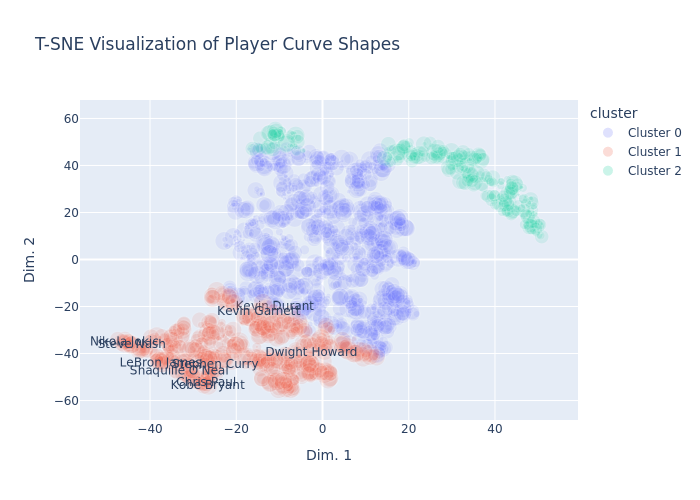 T-SNE Visualization of Player Curve Shapes
cluster
Cluster 0
Cluster 1
Cluster 2
60
40
20
0
−20
−40
−60
Dim. 2
Kevin Durant
Kevin Garnett
Nikola Jokic
Steve Nash
Dwight Howard
LeBron James
Stephen Curry
Shaquille O'Neal
Chris Paul
Kobe Bryant
−40
−20
0
20
40
Dim. 1